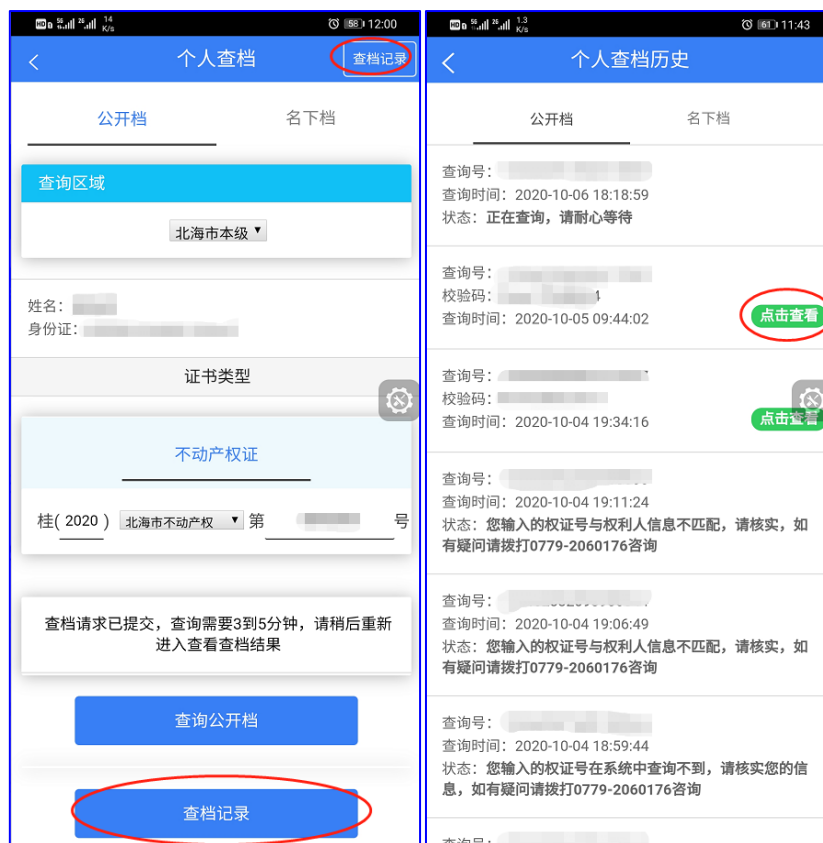 HD 5G 2G 14 K/s 58 12:00
个人查档
查档记录
公开档
名下档
查询区域
北海市本级
姓名:
身份证:
证书类型
不动产权证
桂( 2020 ) 北海市不动产权 第 号
查档请求已提交，查询需要3到5分钟，请稍后重新
进入查看查档结果
查询公开档
查档记录
1.3 K/s 61 11:43
个人查档历史
公开档
名下档
查询号:
查询时间: 2020-10-06 18:18:59
状态: 正在查询，请耐心等待
查询号:
校验码:
查询时间: 2020-10-05 09:44:02
点击查看
查询号:
校验码:
查询时间: 2020-10-04 19:34:16
点击查看
查询号:
查询时间: 2020-10-04 19:11:24
状态: 您输入的权证号与权利人信息不匹配，请核实，如
有疑问请拨打0779-2060176咨询
查询号:
查询时间: 2020-10-04 19:06:49
状态: 您输入的权证号与权利人信息不匹配，请核实，如
有疑问请拨打0779-2060176咨询
查询号:
查询时间: 2020-10-04 18:59:44
状态: 您输入的权证号在系统中查询不到，请核实您的信
息，如有疑问请拨打0779-2060176咨询